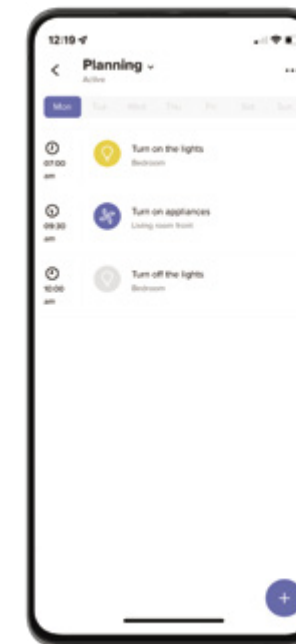 12:19
Planning
Active
Mon Tue Wed Thu Fri Sat Sun
07:00
am
Turn on the lights
Bedroom
09:30
am
Turn on appliances
Living room front
10:00
am
Turn off the lights
Bedroom